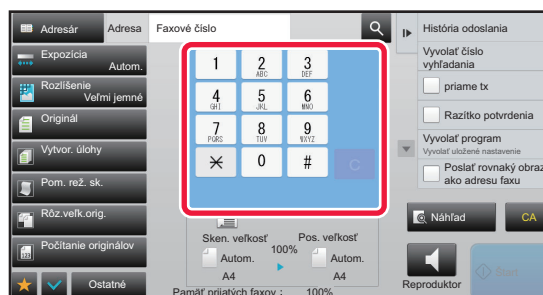 Adresár
Adresa
Faxové číslo
Expozícia
Autom.
Rozlíšenie
Veľmi jemné
Originál
Vytvor. úlohy
Pom. rež. sk.
Rôz.veľk.orig.
Počítanie originálov
Ostatné
1
2
ABC
3
DEF
4
GHI
5
JKL
6
MNO
7
PQRS
8
TUV
9
WXYZ
0
#
C
Sken. veľkosť
100%
Pos. veľkosť
Autom.
A4
Autom.
A4
Pamäť prijatých faxov :
100%
História odoslania
Vyvolať číslo
vyhľadania
priame tx
Razítko potvrdenia
Vyvolať program
Vyvolať uložené nastavenie
Poslať rovnaký obraz
ako adresu faxu
Náhľad
CA
Reproduktor
Štart